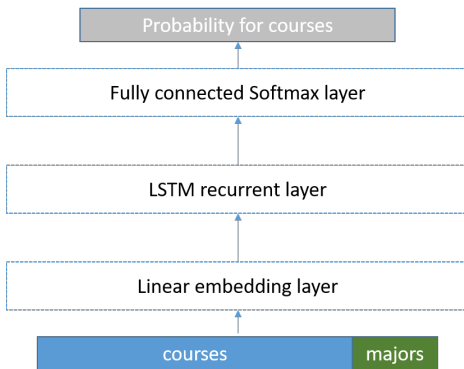 Probability for courses
Fully connected Softmax layer
LSTM recurrent layer
Linear embedding layer
courses majors